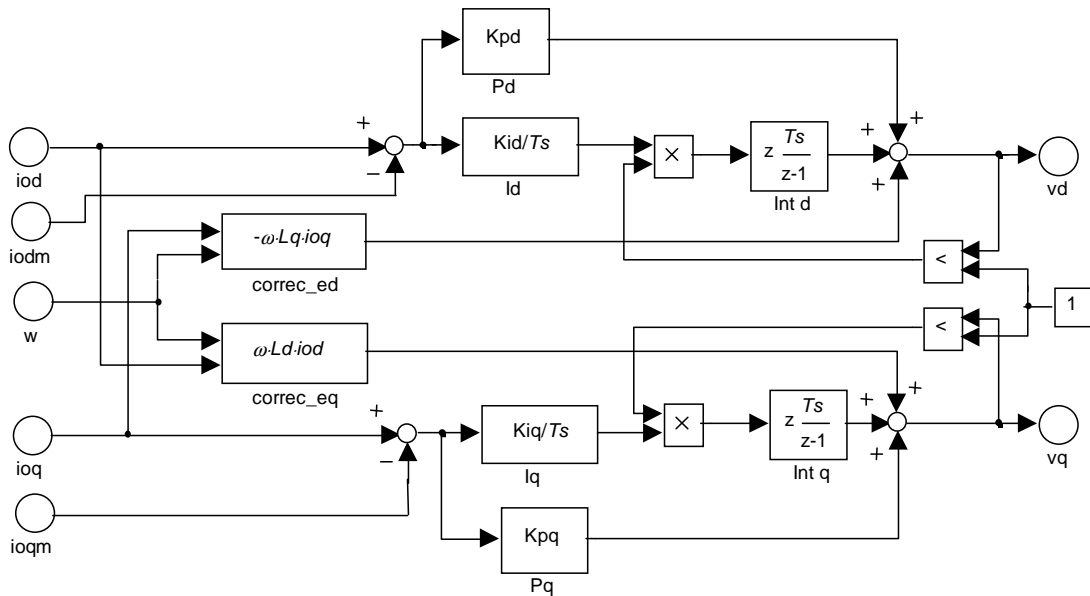 Kpd
Pd
+
iod
−
Kid/Ts
Id
×
z Ts
z-1
Int d
+
+
+
vd
iodm
-ω·Lq·ioq
correc_ed
<
w
1
ω·Ld·iod
correc_eq
<
ioq
+
−
Kiq/Ts
Iq
×
z Ts
z-1
Int q
+
+
+
vq
ioqm
Kpq
Pq